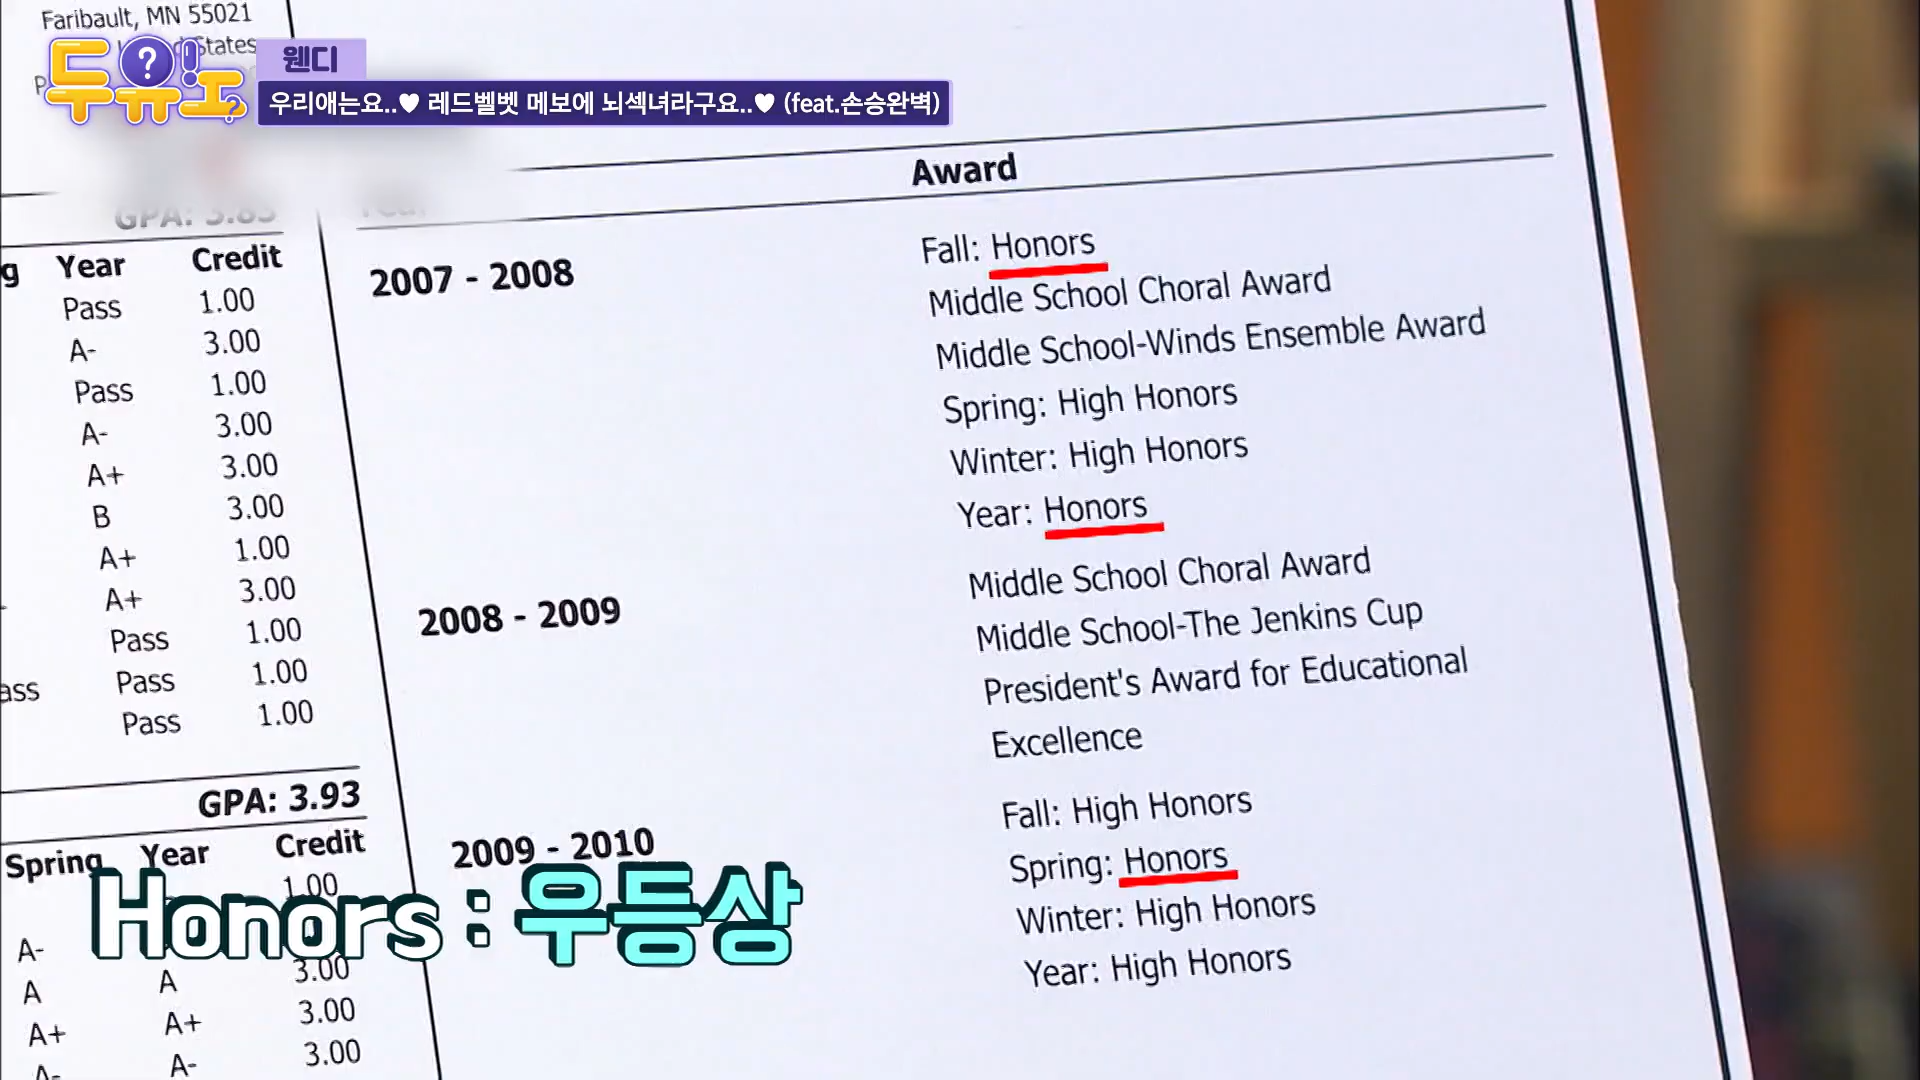 Faribault, MN 55021
States
두유!노?
?
웬디
우리애는요..♥ 레드벨벳 메보에 뇌섹녀라구요..♥ (feat.손승완벽)
Award
GPA: 3.83
Year Credit
Pass 1.00
A- 3.00
Pass 1.00
A- 3.00
A+ 3.00
B 3.00
A+ 1.00
A+ 3.00
Pass 1.00
ass Pass 1.00
Pass 1.00
GPA: 3.93
Spring Year Credit
1.00
A-
3.00
A A
A+ A+ 3.00
A- A- 3.00
2007 - 2008
Fall: Honors
Middle School Choral Award
Middle School-Winds Ensemble Award
Spring: High Honors
Winter: High Honors
Year: Honors
2008 - 2009
Middle School Choral Award
Middle School-The Jenkins Cup
President's Award for Educational
Excellence
2009 - 2010
Fall: High Honors
Spring: Honors
Winter: High Honors
Year: High Honors
Honors : 우등상